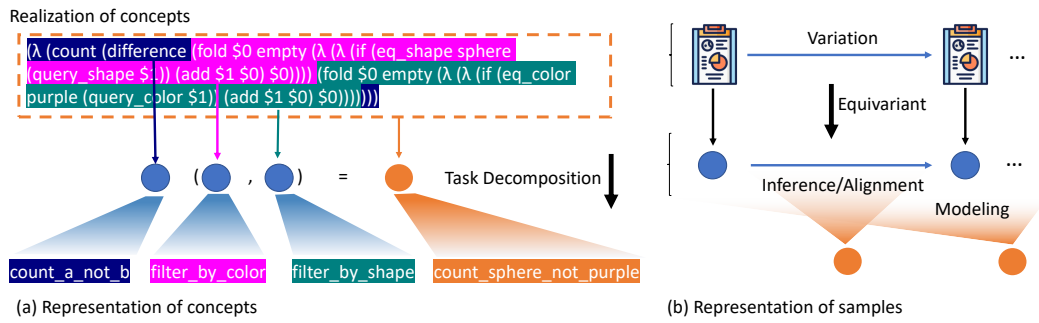 Realization of concepts
(λ (count (difference (fold $0 empty (λ (λ (if (eq_shape sphere
(query_shape $1)) (add $1 $0) $0)))) (fold $0 empty (λ (λ (if (eq_color
purple (query_color $1)) (add $1 $0) $0)))))))
( , ) =
Task Decomposition
count_a_not_b filter_by_color filter_by_shape count_sphere_not_purple
(a) Representation of concepts
Variation
...
Equivariant
...
Inference/Alignment
Modeling
(b) Representation of samples